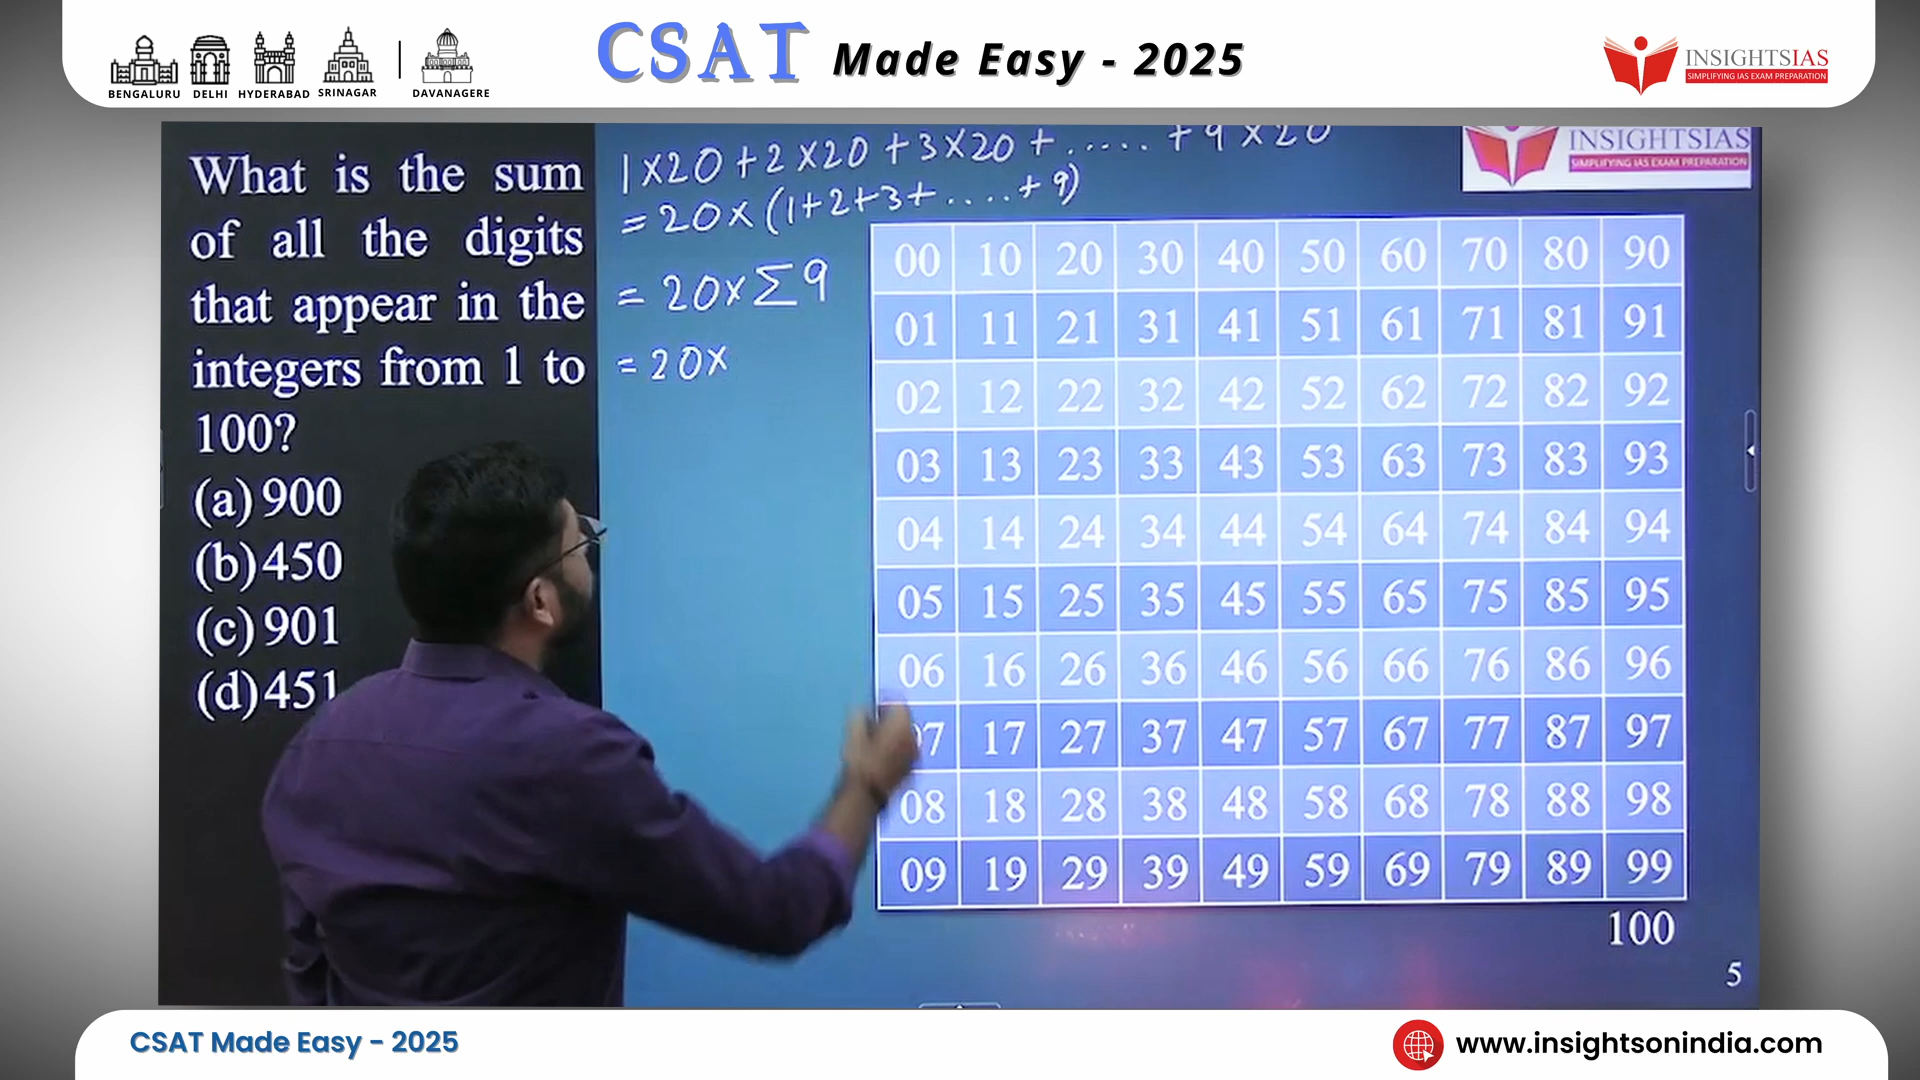 BENGALURU DELHI HYDERABAD SRINAGAR DAVANAGERE
CSAT Made Easy - 2025
INSIGHTSIAS
SIMPLIFYING IAS EXAM PREPARATION
What is the sum
of all the digits
that appear in the
integers from 1 to
100?
(a) 900
(b) 450
(c) 901
(d) 451
1×20 + 2×20 + 3×20 + ..... + 9×20
= 20×(1+2+3+ ..... + 9)
= 20×Σ9
= 20×
INSIGHTSIAS
SIMPLIFYING IAS EXAM PREPARATION
00 10 20 30 40 50 60 70 80 90
01 11 21 31 41 51 61 71 81 91
02 12 22 32 42 52 62 72 82 92
03 13 23 33 43 53 63 73 83 93
04 14 24 34 44 54 64 74 84 94
05 15 25 35 45 55 65 75 85 95
06 16 26 36 46 56 66 76 86 96
07 17 27 37 47 57 67 77 87 97
08 18 28 38 48 58 68 78 88 98
09 19 29 39 49 59 69 79 89 99
100
5
CSAT Made Easy - 2025
www.insightsonindia.com